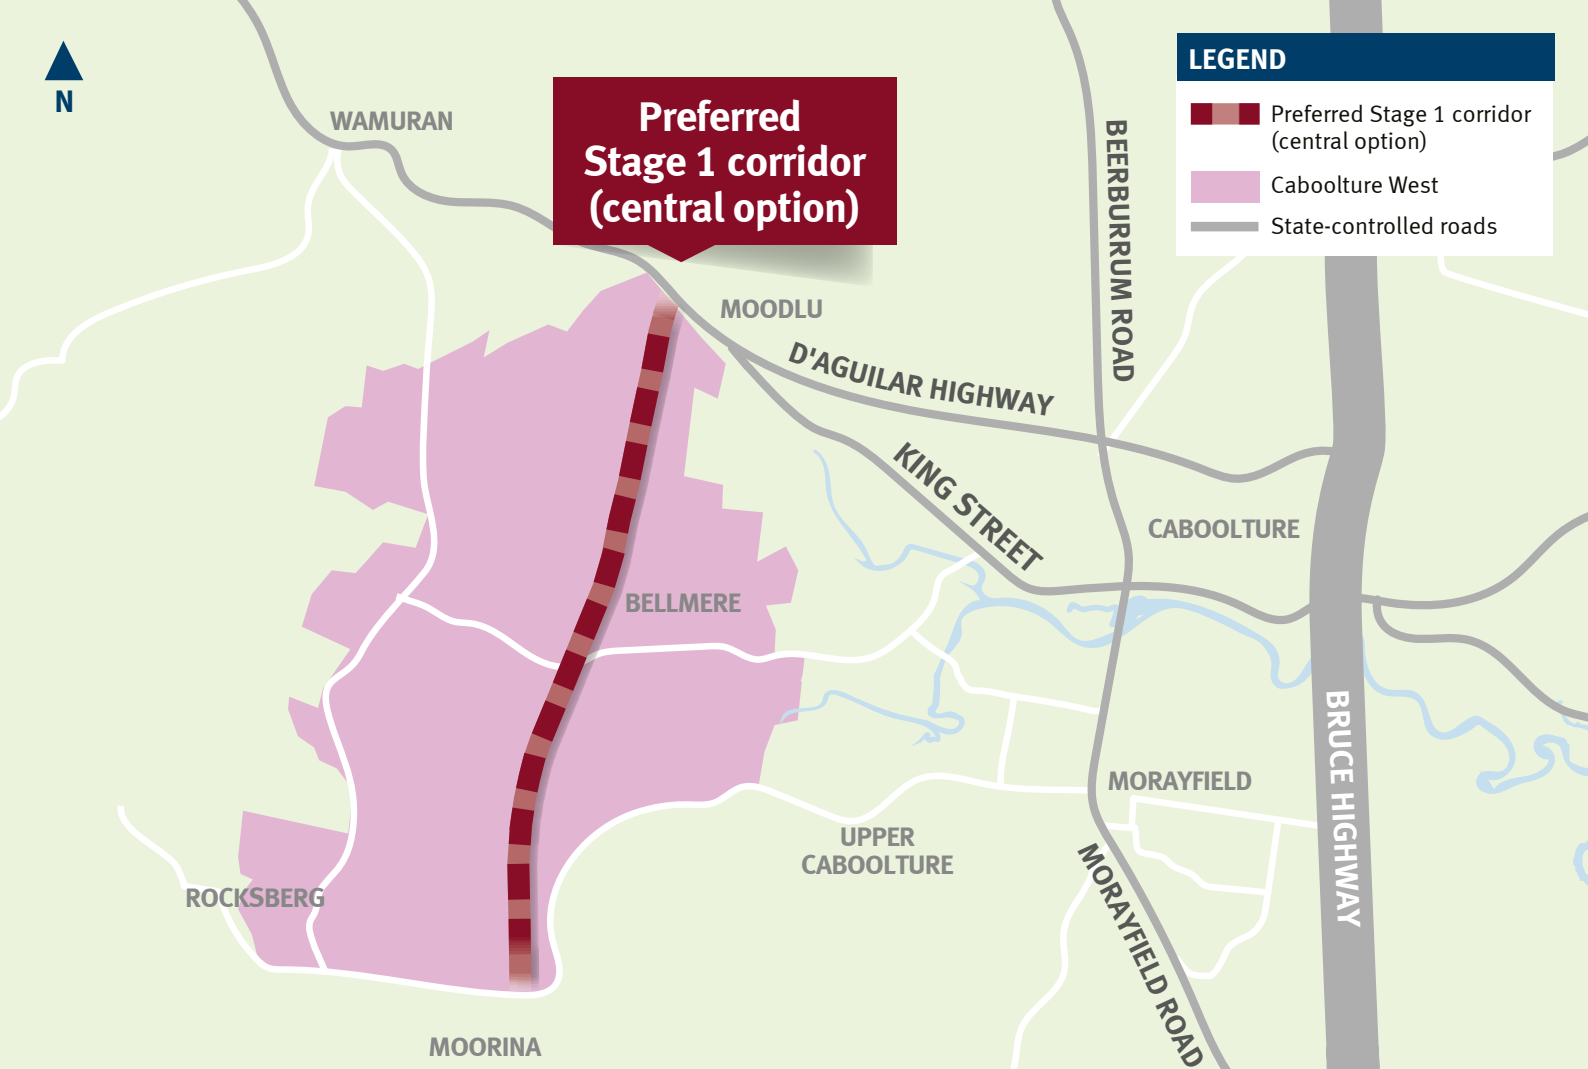 N
WAMURAN
Preferred
Stage 1 corridor
(central option)
LEGEND
Preferred Stage 1 corridor
(central option)
Caboolture West
State-controlled roads
BEERBURRUM ROAD
MOODLU
D'AGUILAR HIGHWAY
KING STREET
CABOOLTURE
BELLMERE
BRUCE HIGHWAY
MORAYFIELD
UPPER
CABOOLTURE
MORAYFIELD ROAD
ROCKSBERG
MOORINA